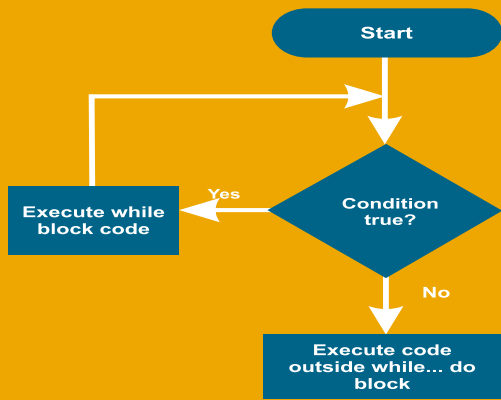 Start
Condition
true?
Yes
Execute while
block code
No
Execute code
outside while... do
block